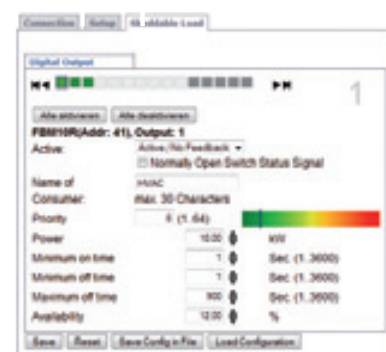 Connection Setup Sheddable Load
Digital Output
1
Alle aktivieren Alle deaktivieren
FBM10R(Addr: 41), Output: 1
Active: Active / No Feedback
Normally Open Switch Status Signal
Name of Consumer: HVAC
max. 30 Characters
Priority (1..64)
Power 10.00 kW
Minimum on time 1 Sec. (1..3600)
Minimum off time 1 Sec. (1..3600)
Maximum off time 900 Sec. (1..3600)
Availability 12.00 %
Save Reset Save Config in File Load Configuration